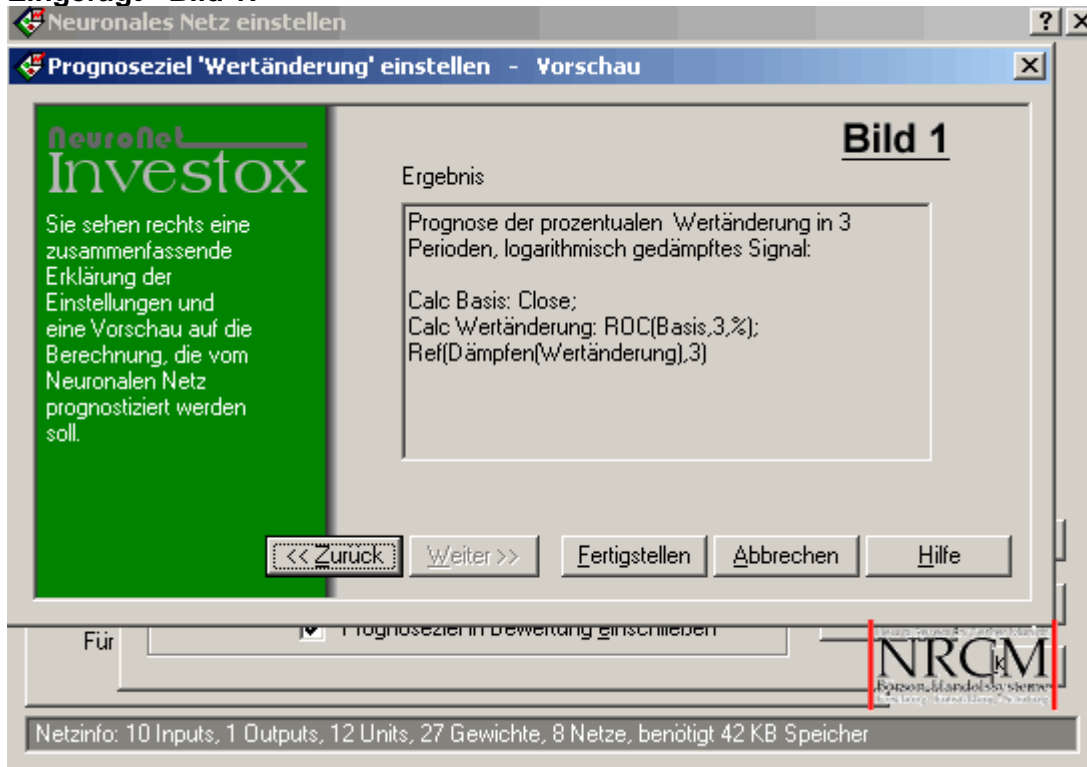 Neuronales Netz einstellen
Prognoseziel 'Wertänderung' einstellen - Vorschau
Bild 1
NeuroNet
Investox
Sie sehen rechts eine
zusammenfassende
Erklärung der
Einstellungen und
eine Vorschau auf die
Berechnung, die vom
Neuronalen Netz
prognostiziert werden
soll.
Ergebnis
Prognose der prozentualen Wertänderung in 3
Perioden, logarithmisch gedämpftes Signal:
Calc Basis: Close;
Calc Wertänderung: ROC(Basis,3,%);
Ref(Dämpfen(Wertänderung),3)
<< Zurück
Weiter >>
Fertigstellen
Abbrechen
Hilfe
Für
Prognoseziel in Bewertung einschließen
NRCM
Börsen-Handelssysteme
Netzinfo: 10 Inputs, 1 Outputs, 12 Units, 27 Gewichte, 8 Netze, benötigt 42 KB Speicher